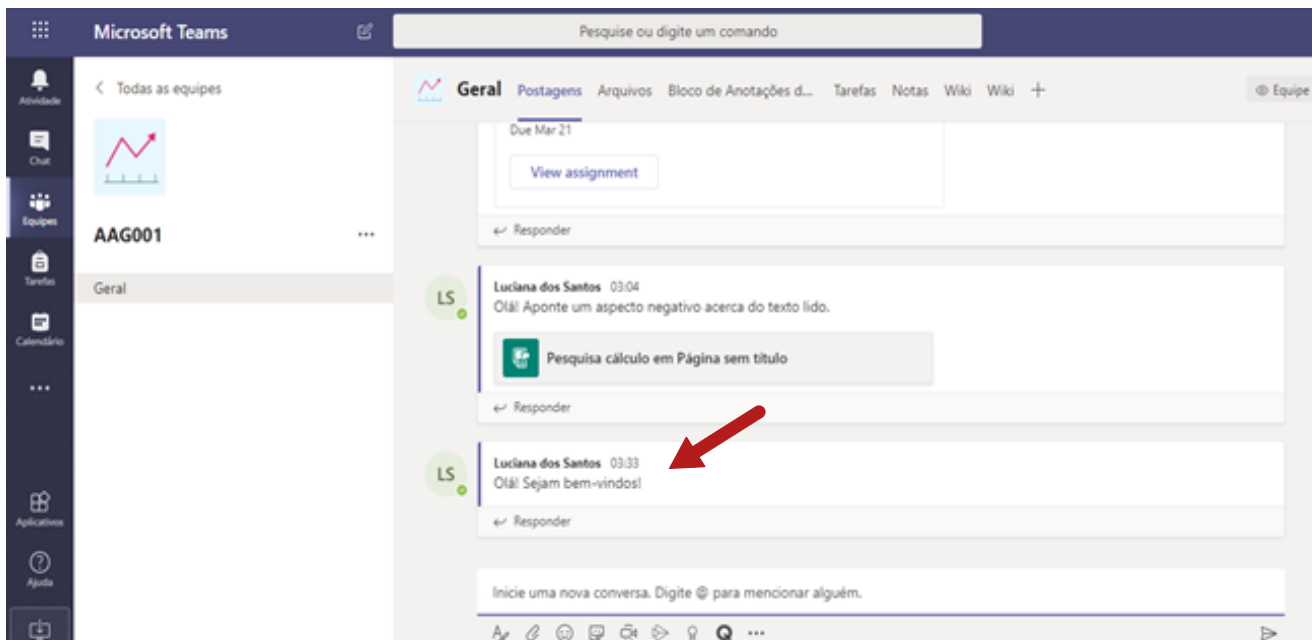 Microsoft Teams
Pesquise ou digite um comando
Atividade
Chat
Equipes
Tarefas
Calendário
Aplicativos
Ajuda
Todas as equipes
AAG001
Geral
Geral Postagens Arquivos Bloco de Anotações d... Tarefas Notas Wiki Wiki
Equipe
Due Mar 21
View assignment
Responder
LS
Luciana dos Santos 03:04
Olá! Aponte um aspecto negativo acerca do texto lido.
Pesquisa cálculo em Página sem título
Responder
LS
Luciana dos Santos 03:33
Olá! Sejam bem-vindos!
Responder
Inicie uma nova conversa. Digite @ para mencionar alguém.